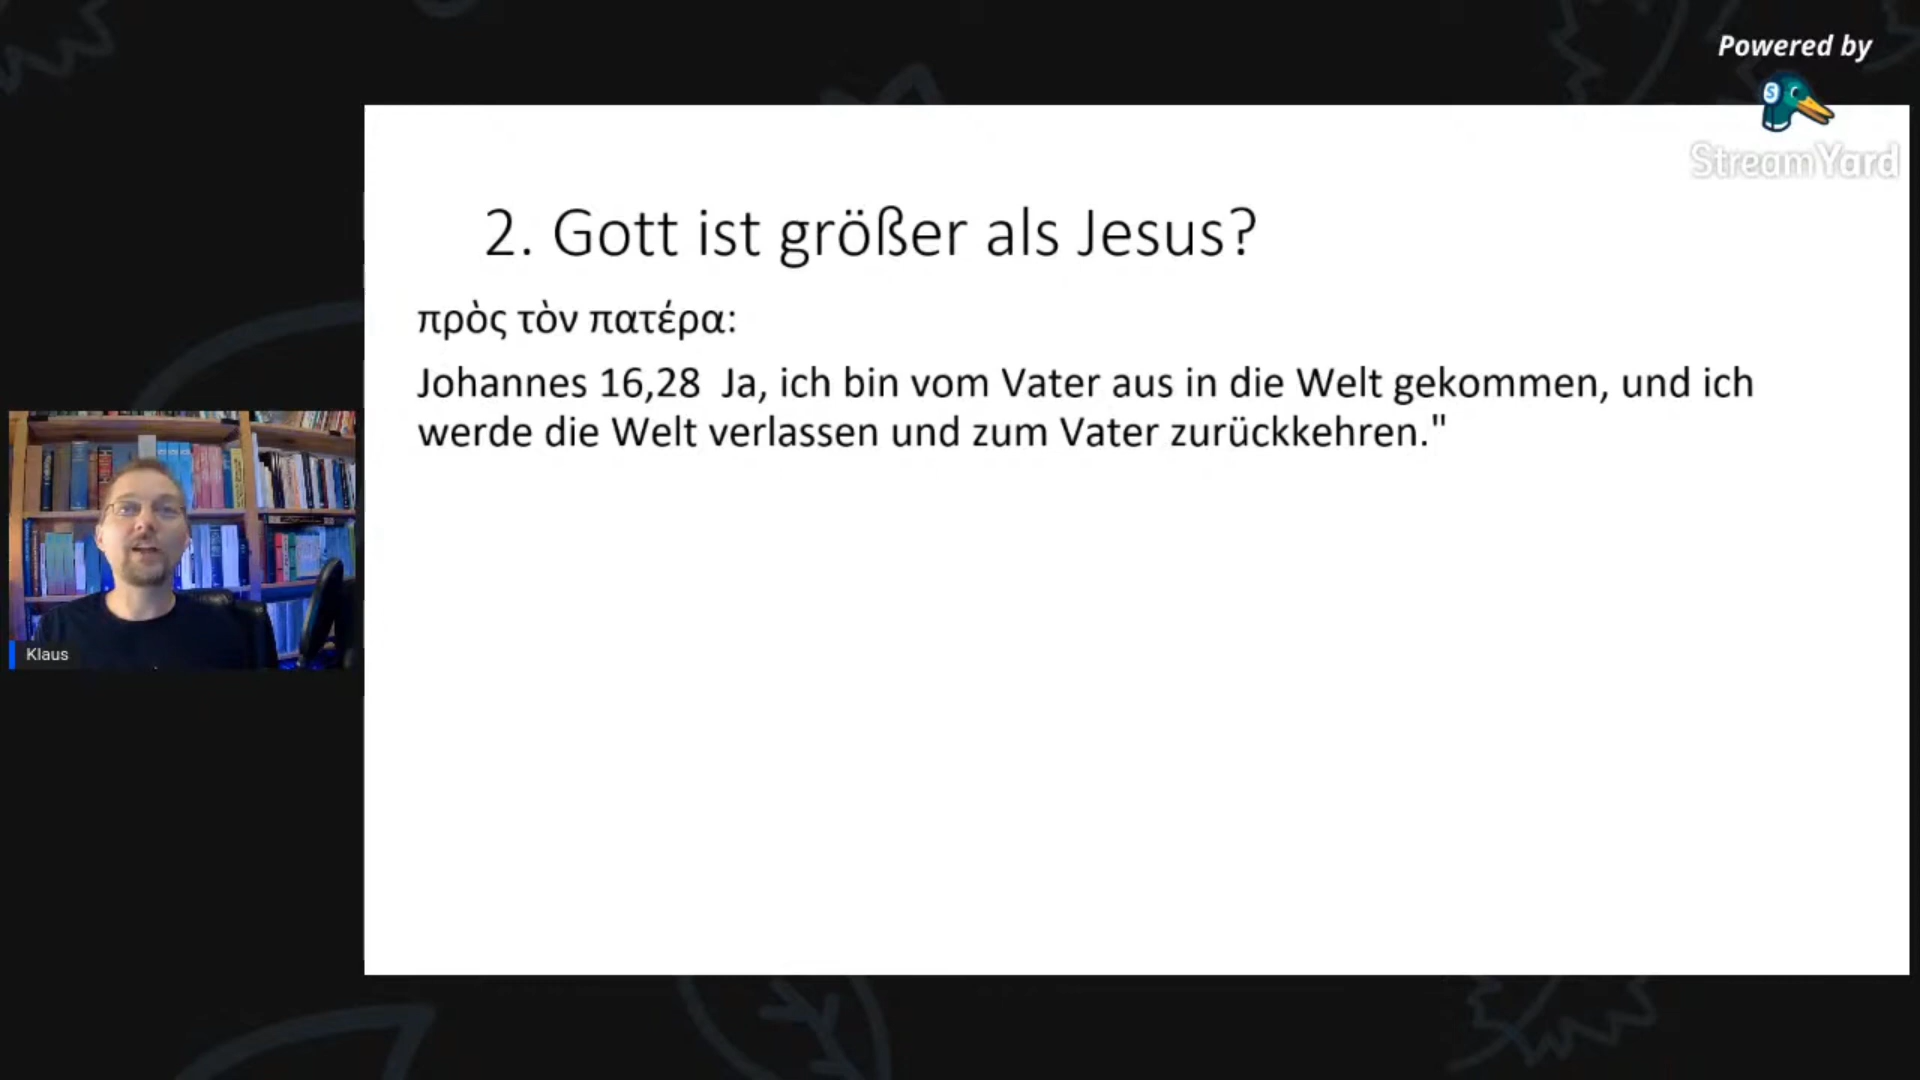 Powered by
StreamYard
2. Gott ist größer als Jesus?
πρὸς τὸν πατέρα:
Johannes 16,28  Ja, ich bin vom Vater aus in die Welt gekommen, und ich
werde die Welt verlassen und zum Vater zurückkehren."
Klaus